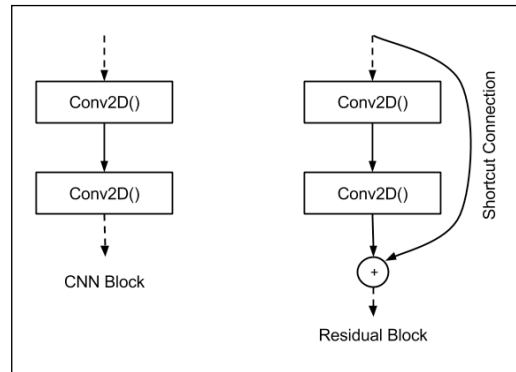 Conv2D()
Conv2D()
CNN Block
Conv2D()
Conv2D()
+
Shortcut Connection
Residual Block